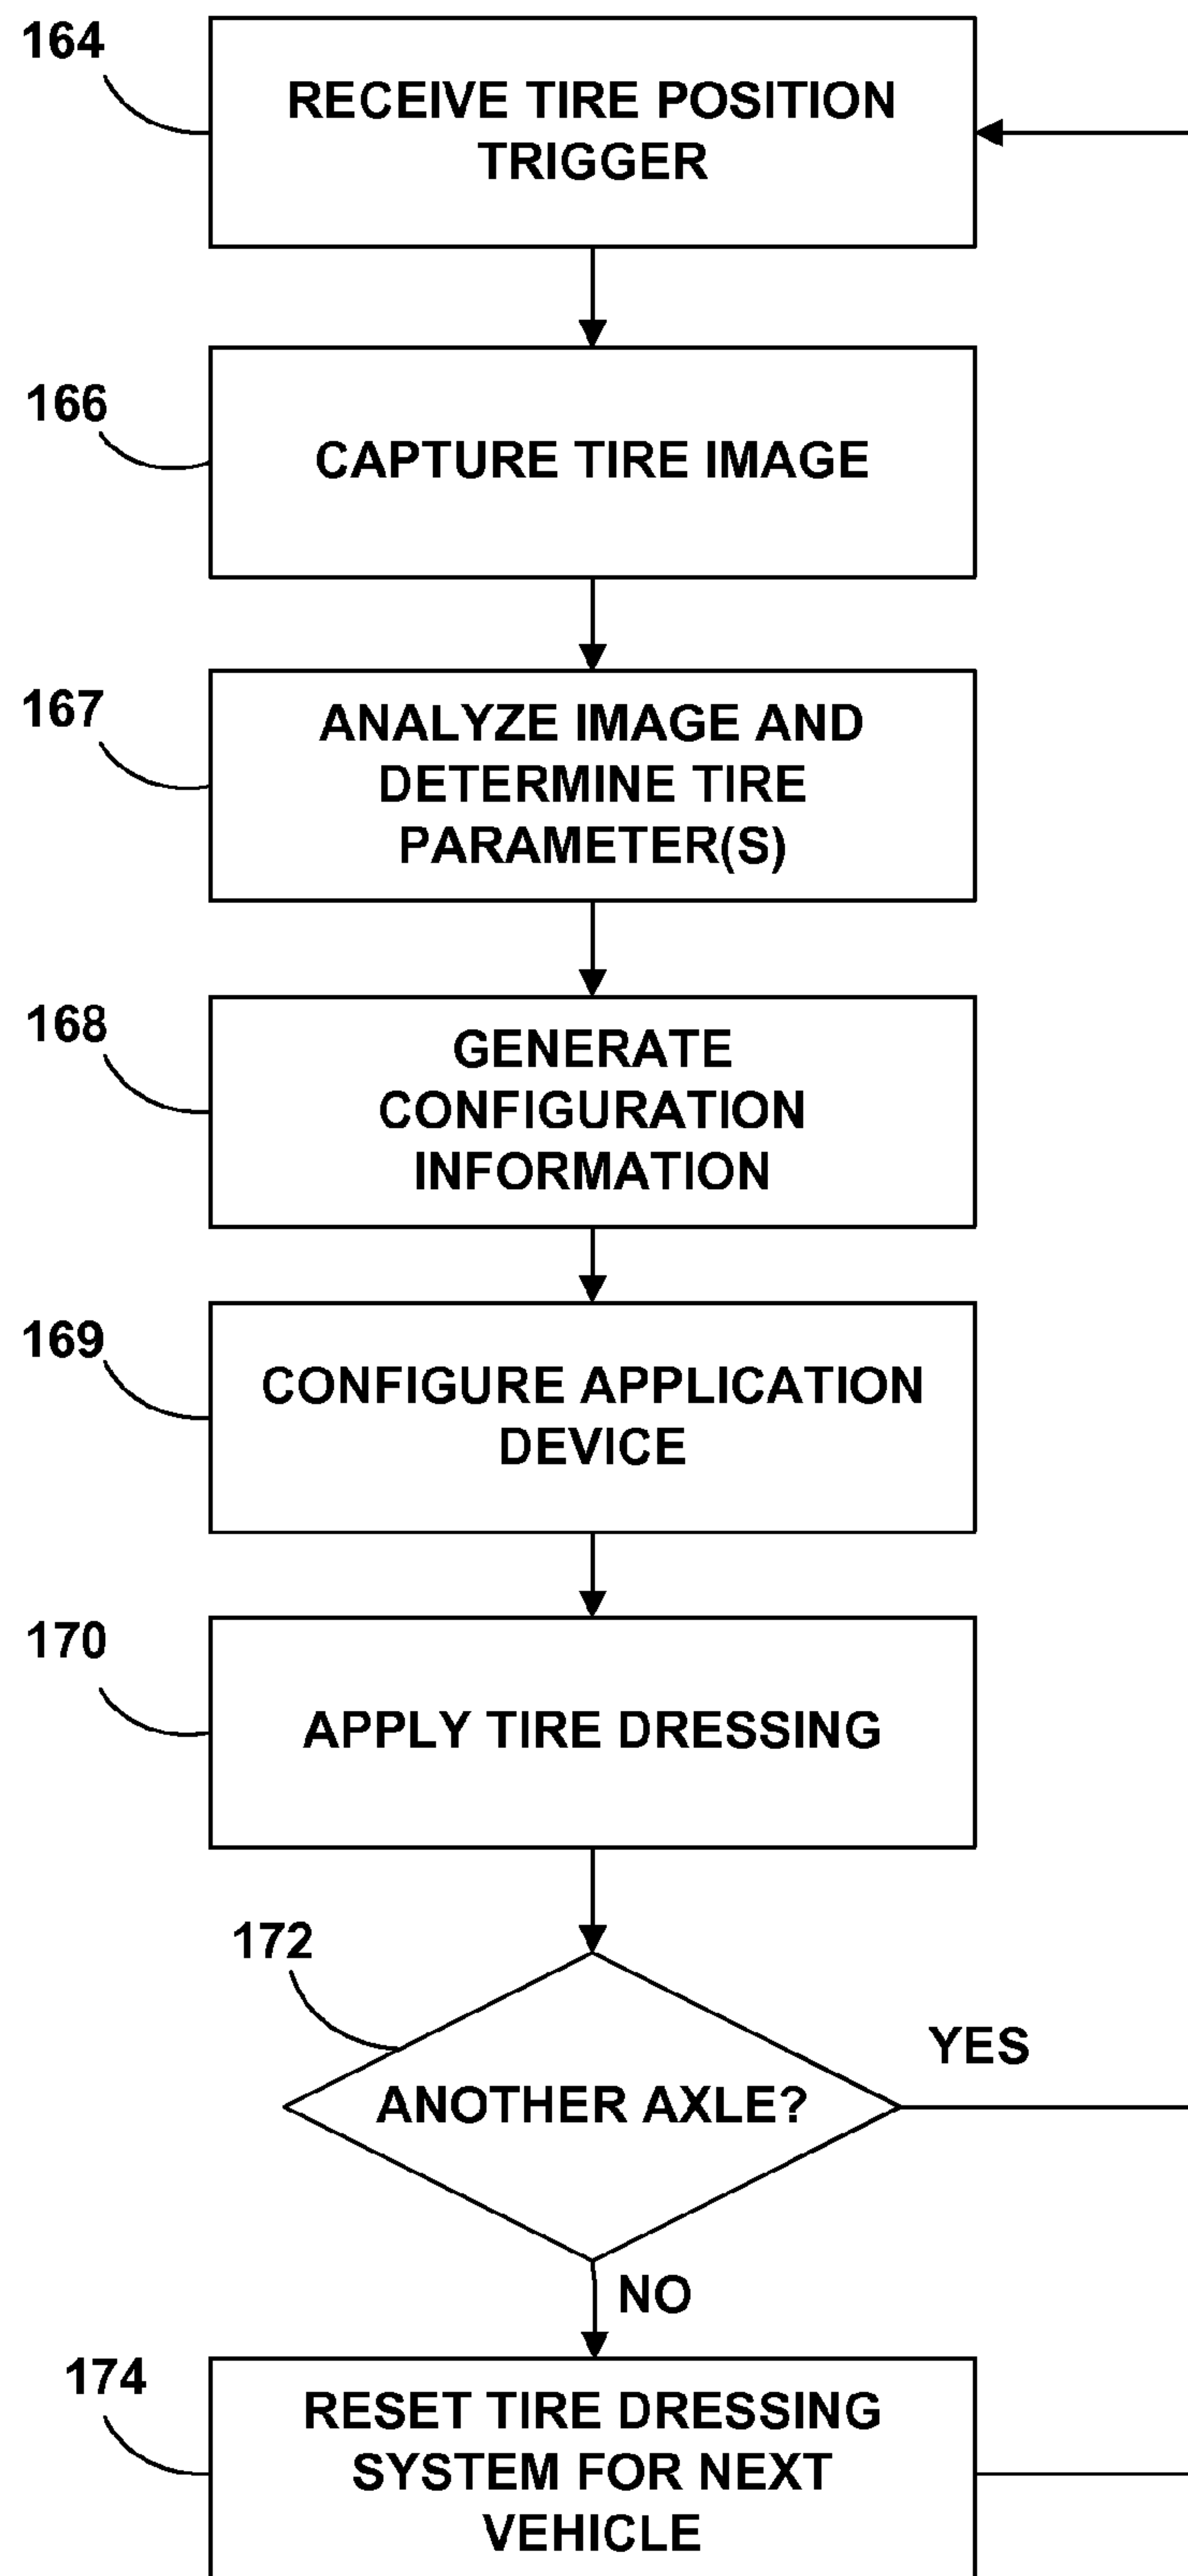 164
RECEIVE TIRE POSITION
TRIGGER
166
CAPTURE TIRE IMAGE
167
ANALYZE IMAGE AND
DETERMINE TIRE
PARAMETER(S)
168
GENERATE
CONFIGURATION
INFORMATION
169
CONFIGURE APPLICATION
DEVICE
170
APPLY TIRE DRESSING
172
ANOTHER AXLE?
YES
NO
174
RESET TIRE DRESSING
SYSTEM FOR NEXT
VEHICLE